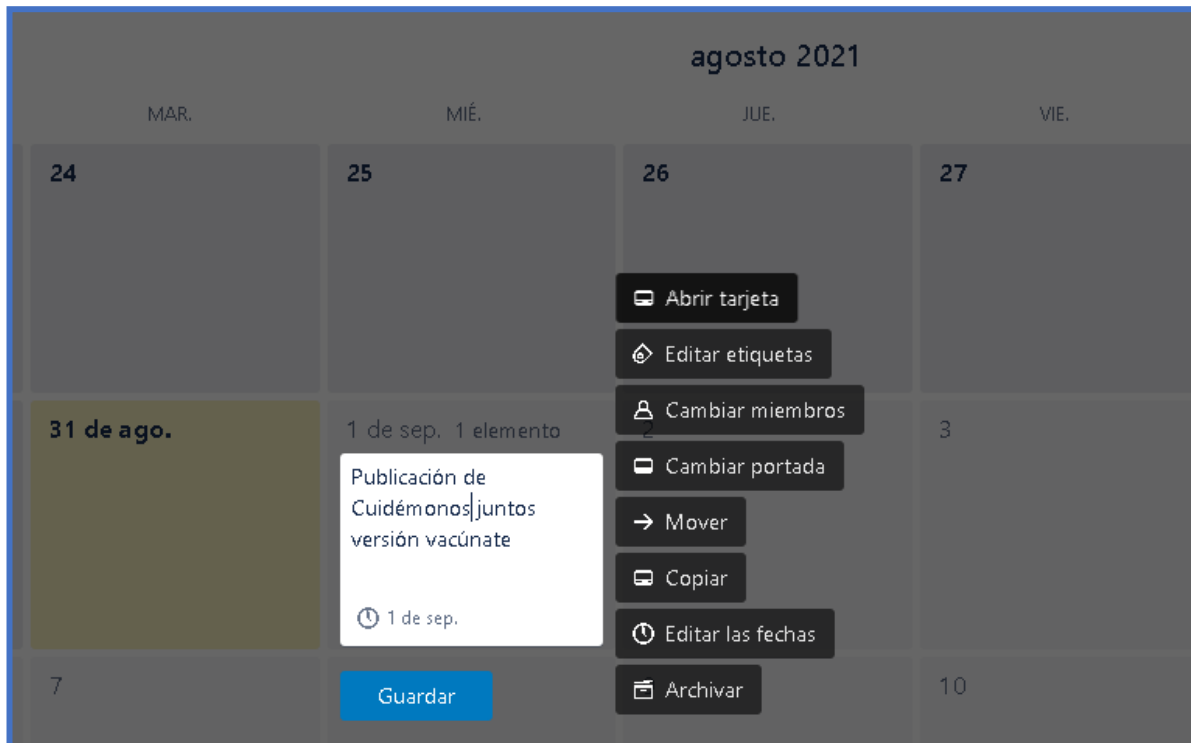 agosto 2021
MAR. MIÉ. JUE. VIE.
24 25 26 27
Abrir tarjeta
Editar etiquetas
Cambiar miembros
Cambiar portada
Mover
Copiar
Editar las fechas
Archivar
31 de ago. 1 de sep. 1 elemento 2 3
Publicación de
Cuidémonos juntos
versión vacúnate
1 de sep.
Guardar
7 10